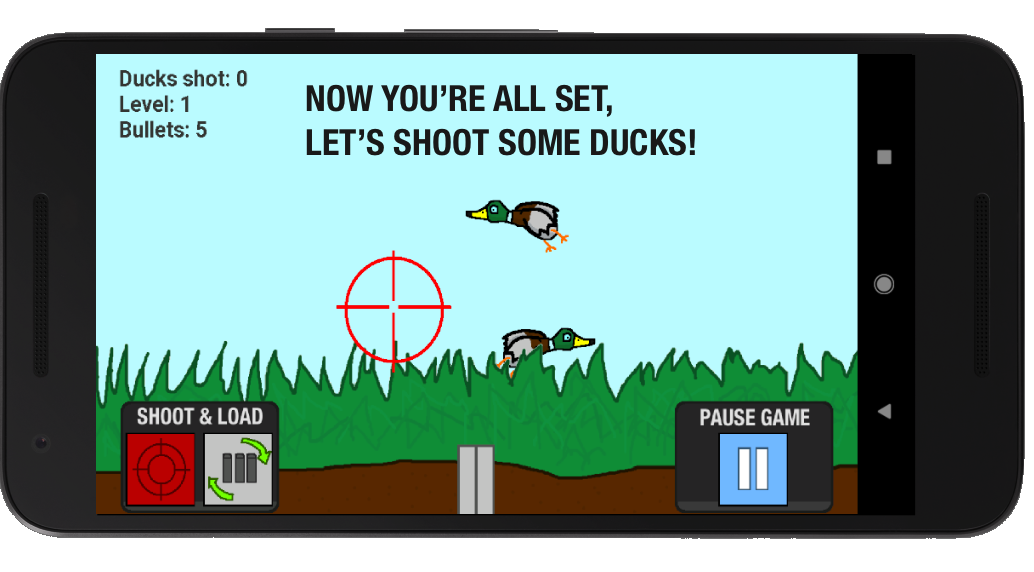 Ducks shot: 0
Level: 1
Bullets: 5
NOW YOU'RE ALL SET,
LET'S SHOOT SOME DUCKS!
SHOOT & LOAD
PAUSE GAME